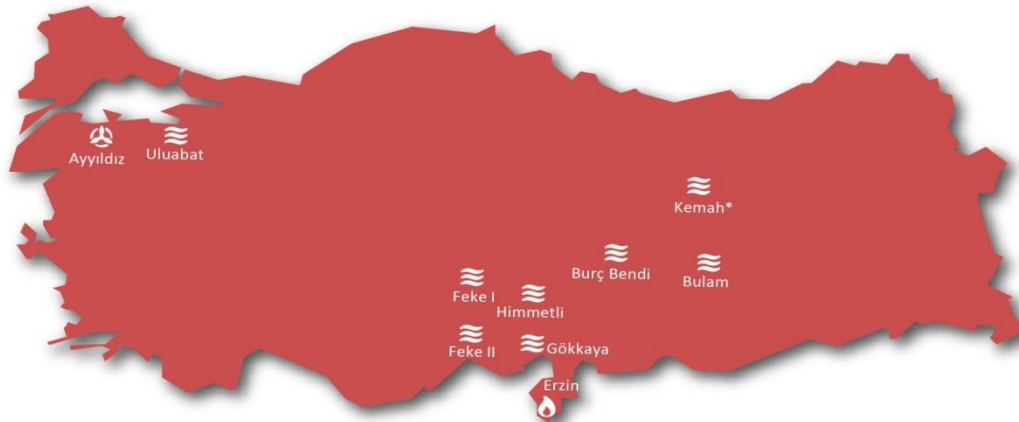 Ayyıldız
Uluabat
Kemah*
Burç Bendi
Bulam
Feke I
Himmetli
Feke II
Gökkaya
Erzin